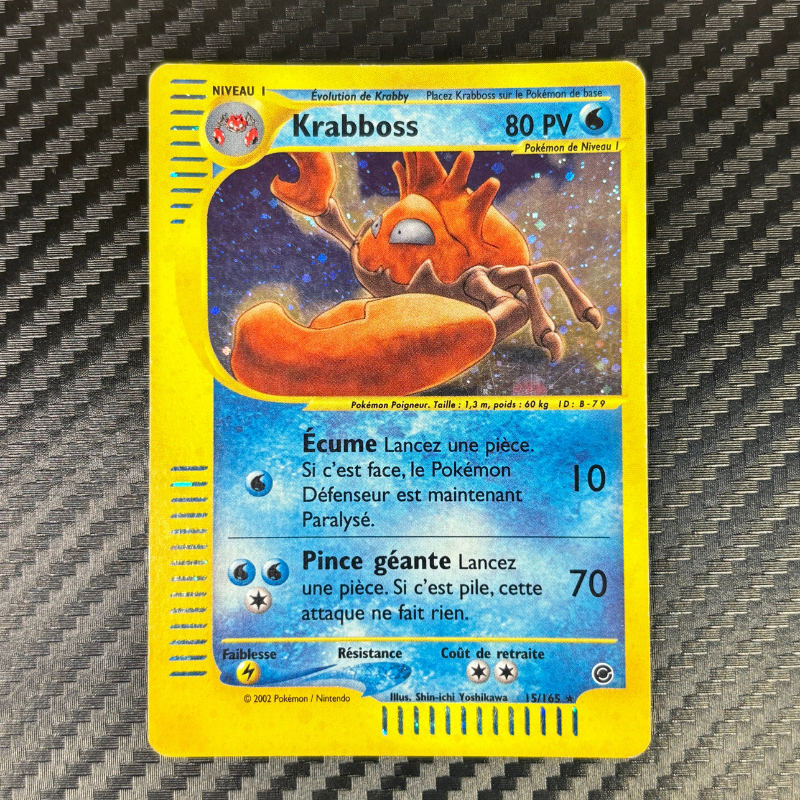 NIVEAU 1
Évolution de Krabby Placez Krabboss sur le Pokémon de base
Krabboss 80 PV
Pokémon de Niveau 1
Pokémon Poigneur. Taille : 1,3 m, poids : 60 kg ID : B-79
Écume Lancez une pièce.
Si c'est face, le Pokémon
Défenseur est maintenant
Paralysé.
10
Pince géante Lancez
une pièce. Si c'est pile, cette
attaque ne fait rien.
70
Faiblesse Résistance Coût de retraite
© 2002 Pokémon / Nintendo Illus. Shin-ichi Yoshikawa 15/165 ★